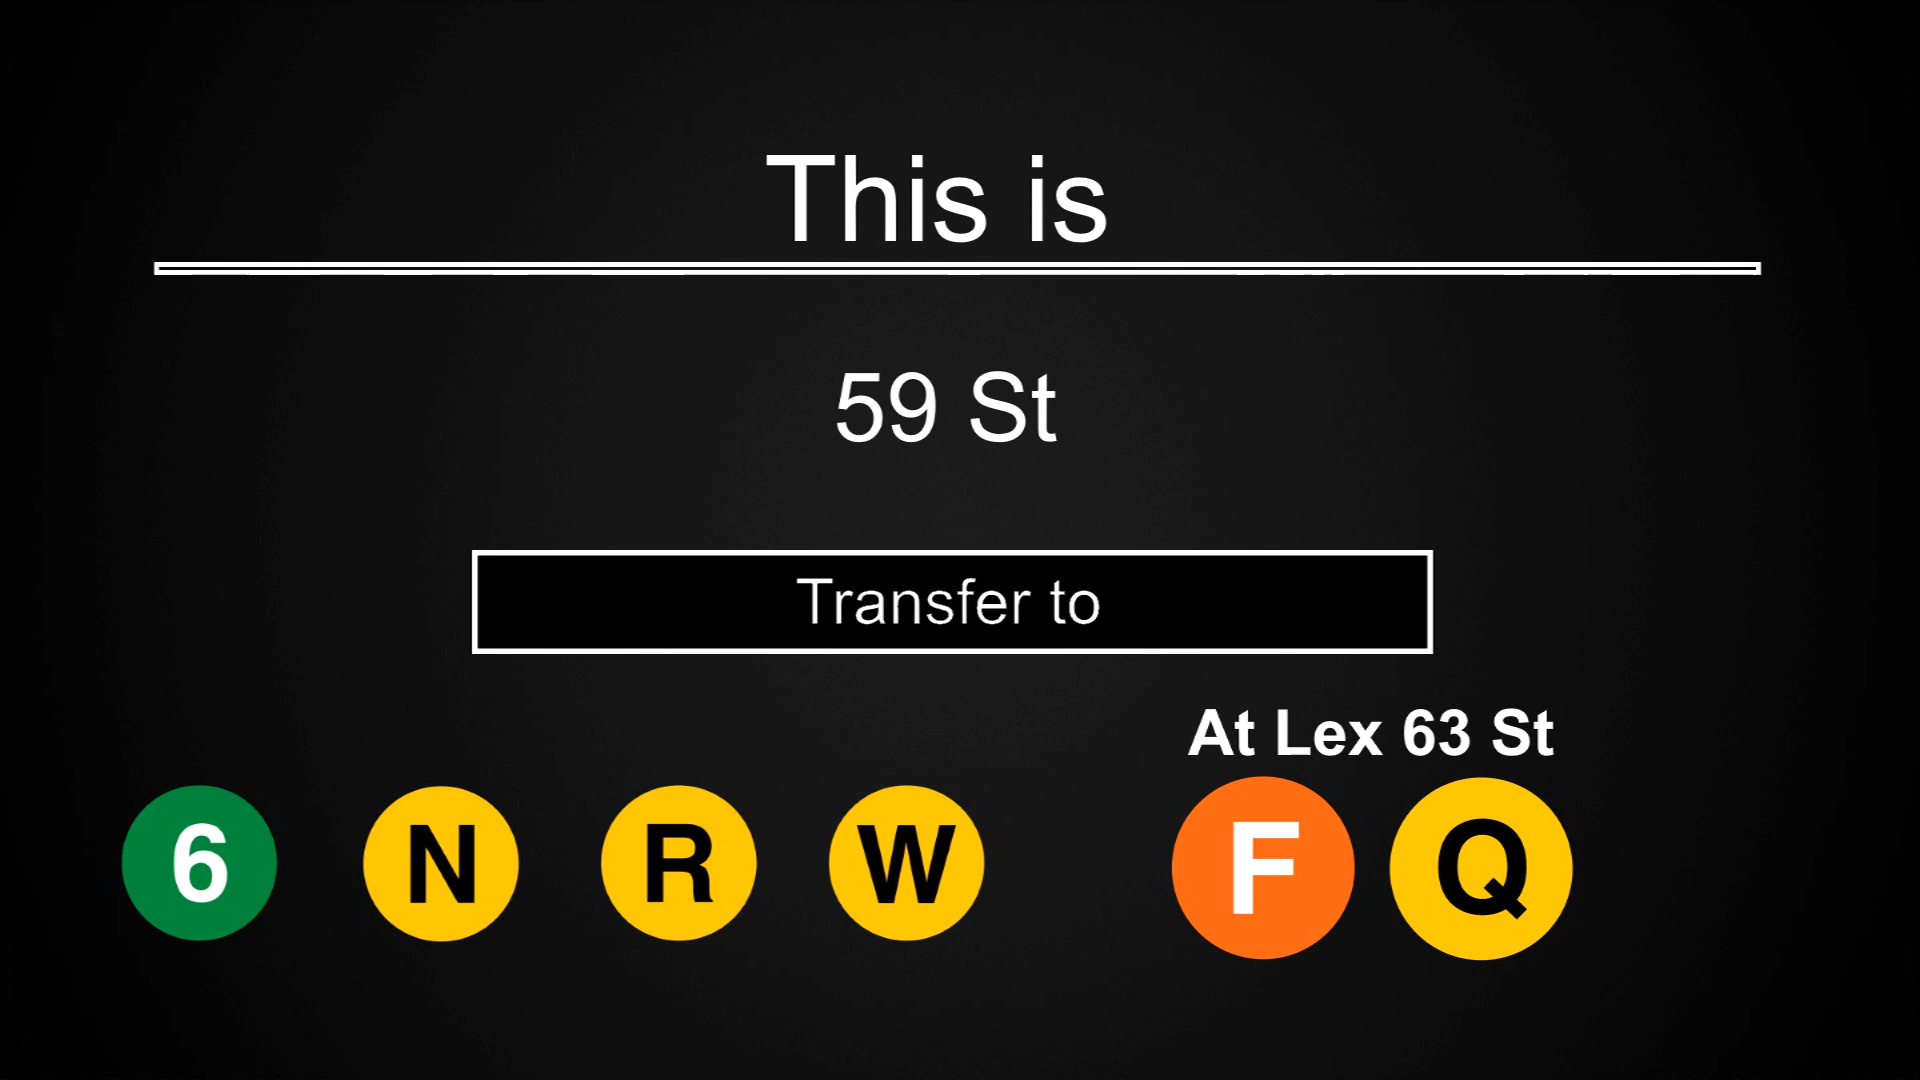 This is
59 St
Transfer to
At Lex 63 St
6 N R W F Q